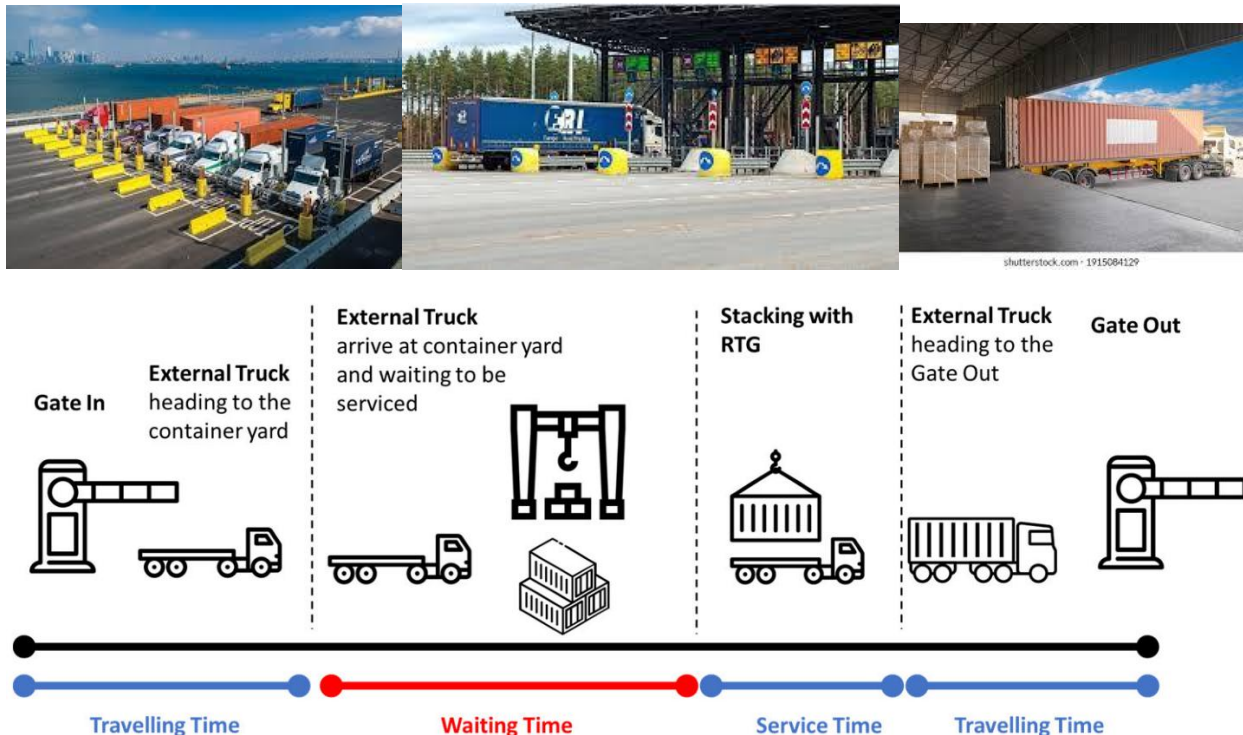 STOP
ERI
shutterstock.com · 1915084129
Gate In
External Truck
heading to the
container yard
External Truck
arrive at container yard
and waiting to be
serviced
Stacking with
RTG
External Truck
heading to the
Gate Out
Gate Out
Travelling Time
Waiting Time
Service Time
Travelling Time